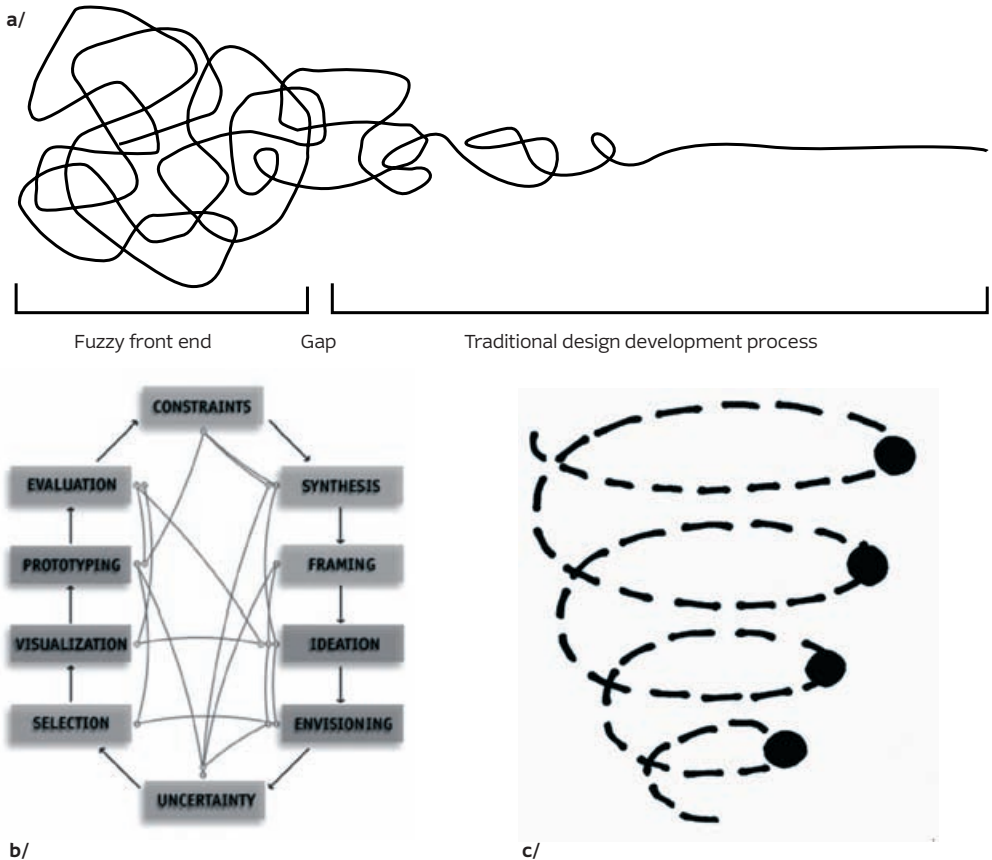 a/
Fuzzy front end Gap Traditional design development process
CONSTRAINTS
EVALUATION SYNTHESIS
PROTOTYPING FRAMING
VISUALIZATION IDEATION
SELECTION ENVISIONING
UNCERTAINTY
b/ c/